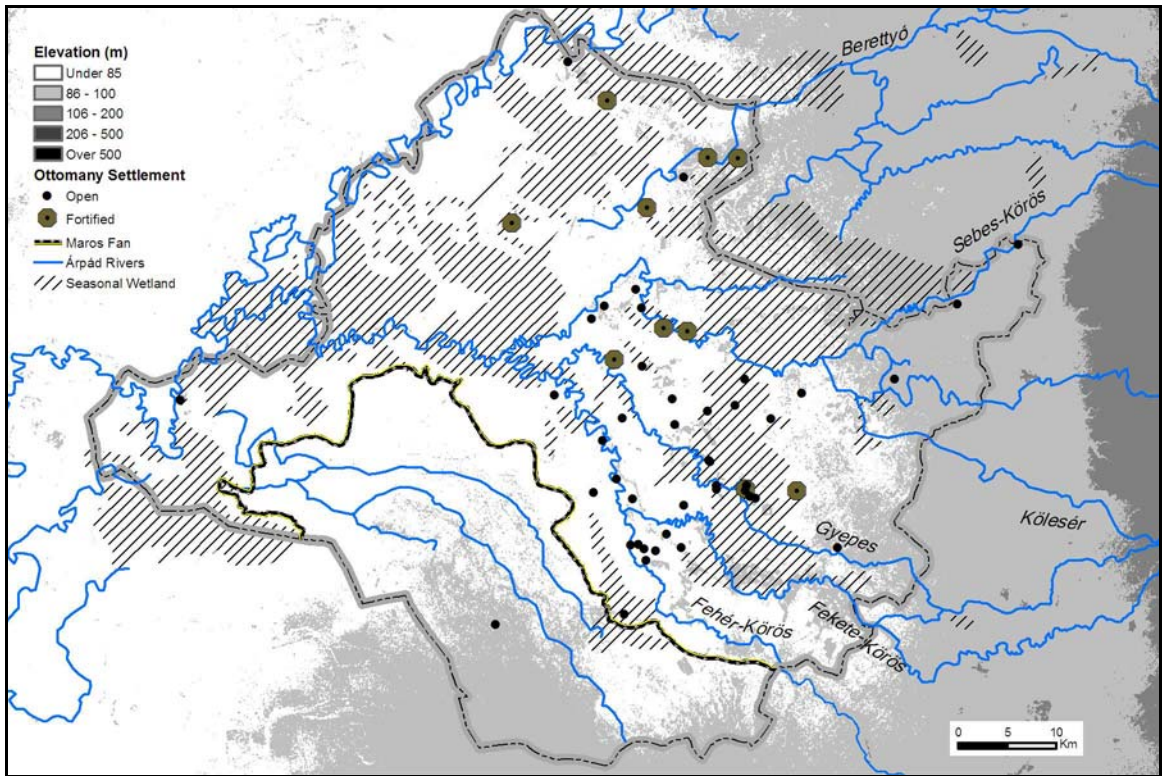 Elevation (m)
Under 85
86 - 100
106 - 200
206 - 500
Over 500
Ottomany Settlement
Open
Fortified
Maros Fan
Árpád Rivers
Seasonal Wetland
Berettyó
Sebes-Körös
Kölesér
Gyepes
Fekete-Körös
Fehér-Körös
0 5 10
Km